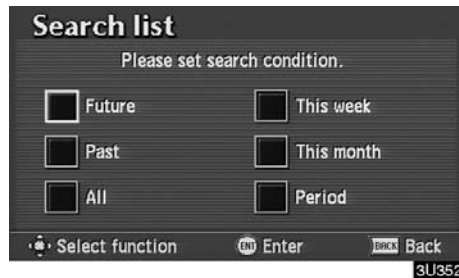 Search list
Please set search condition.
Future This week
Past This month
All Period
Select function ENT Enter BACK Back
3U352